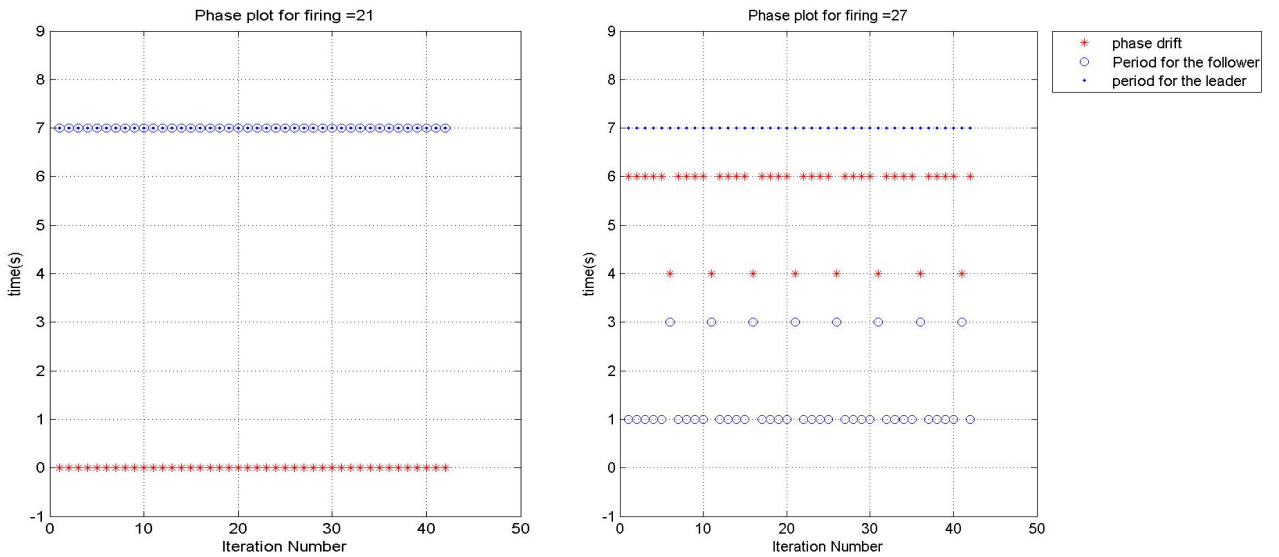 Phase plot for firing =21
9
8
7
6
5
4
3
2
1
0
-1
time(s)
0 10 20 30 40 50
Iteration Number
Phase plot for firing =27
9
8
7
6
5
4
3
2
1
0
-1
time(s)
0 10 20 30 40 50
Iteration Number
phase drift
Period for the follower
period for the leader